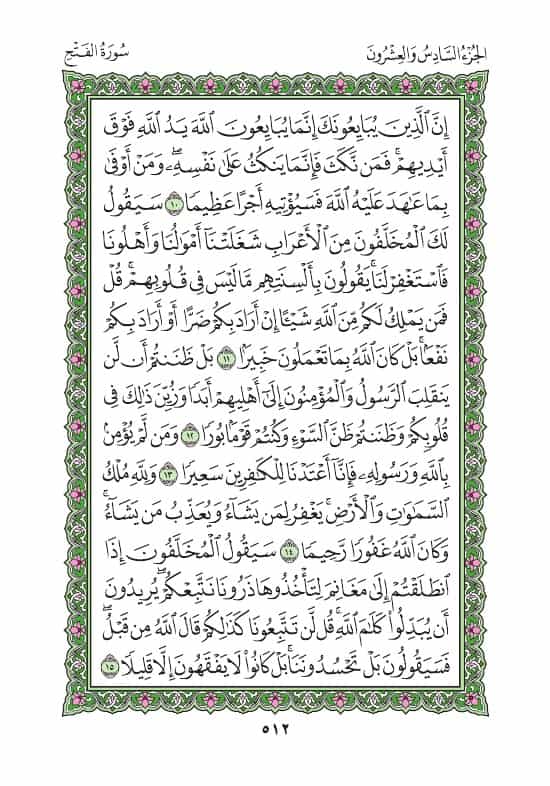 الجُزْءُ السَّادِسُ وَالعِشْرُونَ
سُورَةُ الفَتْحِ
إِنَّ ٱلَّذِينَ يُبَايِعُونَكَ إِنَّمَا يُبَايِعُونَ ٱللَّهَ يَدُ ٱللَّهِ فَوْقَ
أَيْدِيهِمْۚ فَمَن نَّكَثَ فَإِنَّمَا يَنكُثُ عَلَىٰ نَفْسِهِۦۖ وَمَنْ أَوْفَىٰ
بِمَا عَٰهَدَ عَلَيْهُ ٱللَّهَ فَسَيُؤْتِيهِ أَجْرًا عَظِيمًا ١٠ سَيَقُولُ
لَكَ ٱلْمُخَلَّفُونَ مِنَ ٱلْأَعْرَابِ شَغَلَتْنَآ أَمْوَٰلُنَا وَأَهْلُونَا
فَٱسْتَغْفِرْ لَنَاۚ يَقُولُونَ بِأَلْسِنَتِهِم مَّا لَيْسَ فِي قُلُوبِهِمْۚ قُلْ
فَمَن يَمْلِكُ لَكُم مِّنَ ٱللَّهِ شَيْـًٔا إِنْ أَرَادَ بِكُمْ ضَرًّا أَوْ أَرَادَ بِكُمْ
نَفْعَۢاۚ بَلْ كَانَ ٱللَّهُ بِمَا تَعْمَلُونَ خَبِيرَۢا ١١ بَلْ ظَنَنتُمْ أَن لَّن
يَنقَلِبَ ٱلرَّسُولُ وَٱلْمُؤْمِنُونَ إِلَىٰٓ أَهْلِيهِمْ أَبَدًا وَزُيِّنَ ذَٰلِكَ فِي
قُلُوبِكُمْ وَظَنَنتُمْ ظَنَّ ٱلسَّوْءِ وَكُنتُمْ قَوْمَۢا بُورًا ١٢ وَمَن لَّمْ يُؤْمِنۢ
بِٱللَّهِ وَرَسُولِهِۦ فَإِنَّآ أَعْتَدْنَا لِلْكَٰفِرِينَ سَعِيرًا ١٣ وَلِلَّهِ مُلْكُ
ٱلسَّمَٰوَٰتِ وَٱلْأَرْضِۚ يَغْفِرُ لِمَن يَشَآءُ وَيُعَذِّبُ مَن يَشَآءُۚ
وَكَانَ ٱللَّهُ غَفُورًا رَّحِيمًا ١٤ سَيَقُولُ ٱلْمُخَلَّفُونَ إِذَا
ٱنطَلَقْتُمْ إِلَىٰ مَغَانِمَ لِتَأْخُذُوهَا ذَرُونَا نَتَّبِعْكُمْۖ يُرِيدُونَ
أَن يُبَدِّلُوا۟ كَلَٰمَ ٱللَّهِۚ قُل لَّن تَتَّبِعُونَا كَذَٰلِكُمْ قَالَ ٱللَّهُ مِن قَبْلُۖ
فَسَيَقُولُونَ بَلْ تَحْسُدُونَنَاۚ بَلْ كَانُوا۟ لَا يَفْقَهُونَ إِلَّا قَلِيلًا ١٥
٥١٢